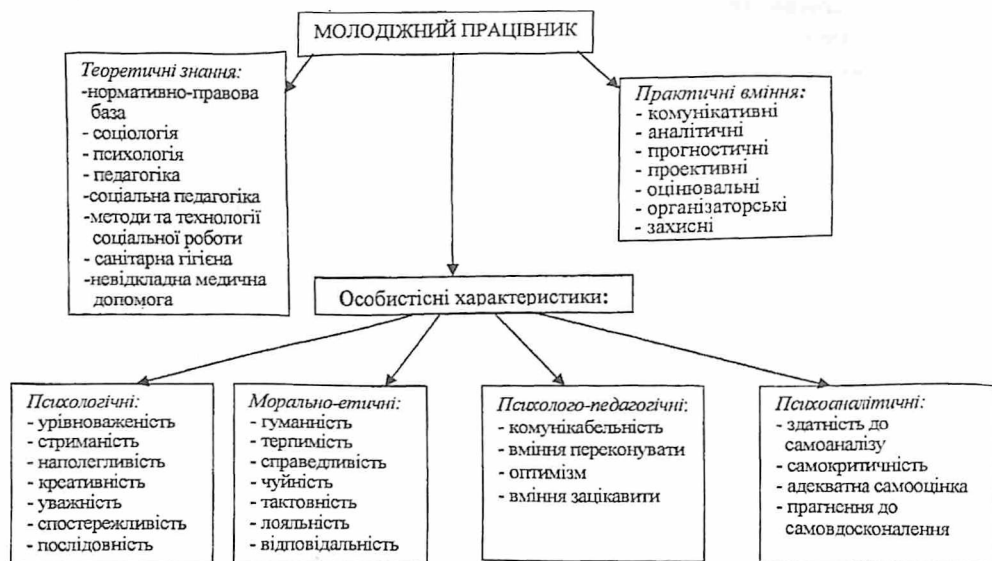 МОЛОДІЖНИЙ ПРАЦІВНИК
Теоретичні знання:
-нормативно-правова
база
- соціологія
- психологія
- педагогіка
-соціальна педагогіка
-методи та технології
соціальної роботи
- санітарна гігієна
-невідкладна медична
допомога
Практичні вміння:
- комунікативні
- аналітичні
- прогностичні
- проективні
- оцінювальні
- організаторські
- захисні
Особистісні характеристики:
Психологічні:
- урівноваженість
- стриманість
- наполегливість
- креативність
- уважність
- спостережливість
- послідовність
Морально-етичні:
- гуманність
- терпимість
- справедливість
- чуйність
- тактовність
- лояльність
- відповідальність
Психолого-педагогічні:
- комунікабельність
- вміння переконувати
- оптимізм
- вміння зацікавити
Психоаналітичні:
- здатність до
самоаналізу
- самокритичність
- адекватна самооцінка
- прагнення до
самовдосконалення